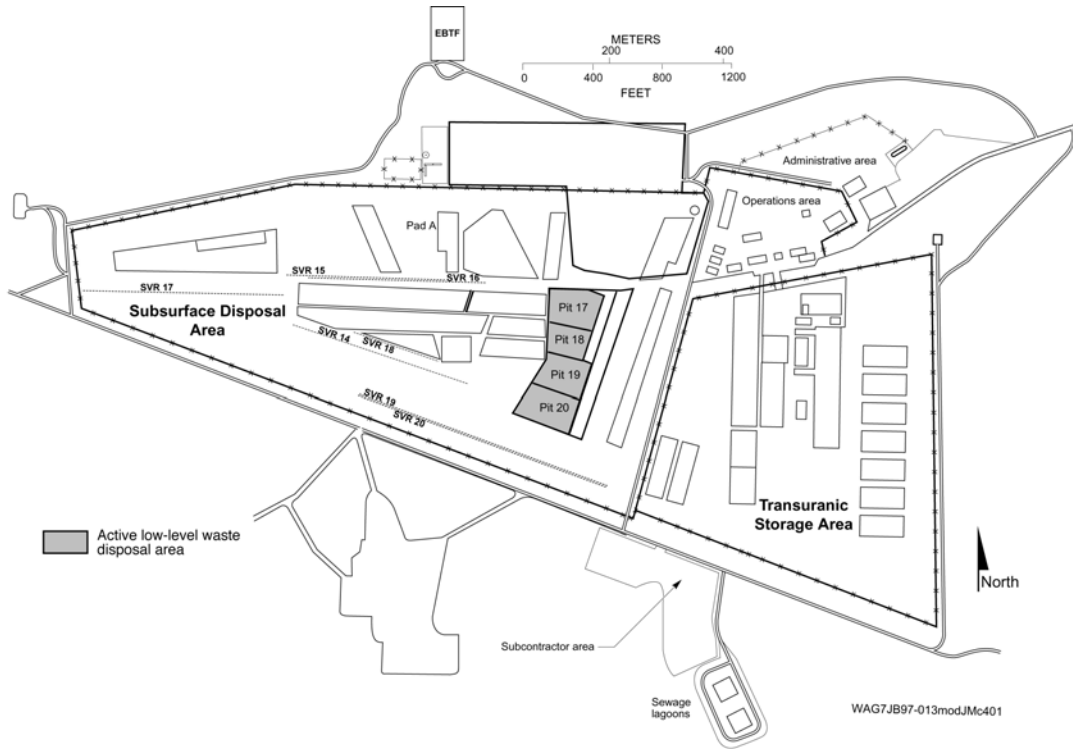 EBTF
METERS
200 400
0 400 800 1200
FEET
Administrative area
Operations area
Pad A
SVR 15
SVR 16
SVR 17
Subsurface Disposal
Area
Pit 17
SVR 14
SVR 18
Pit 18
Pit 19
SVR 19
SVR 20
Pit 20
Transuranic
Storage Area
Active low-level waste
disposal area
North
Subcontractor area
Sewage
lagoons
WAG7JB97-013modJMc401